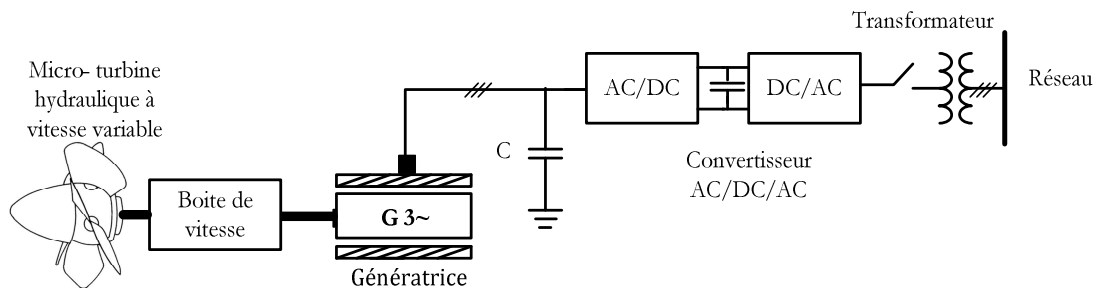 Transformateur
Micro- turbine
hydraulique à
vitesse variable
AC/DC
DC/AC
Réseau
C
Convertisseur
AC/DC/AC
Boite de
vitesse
G 3~
Génératrice